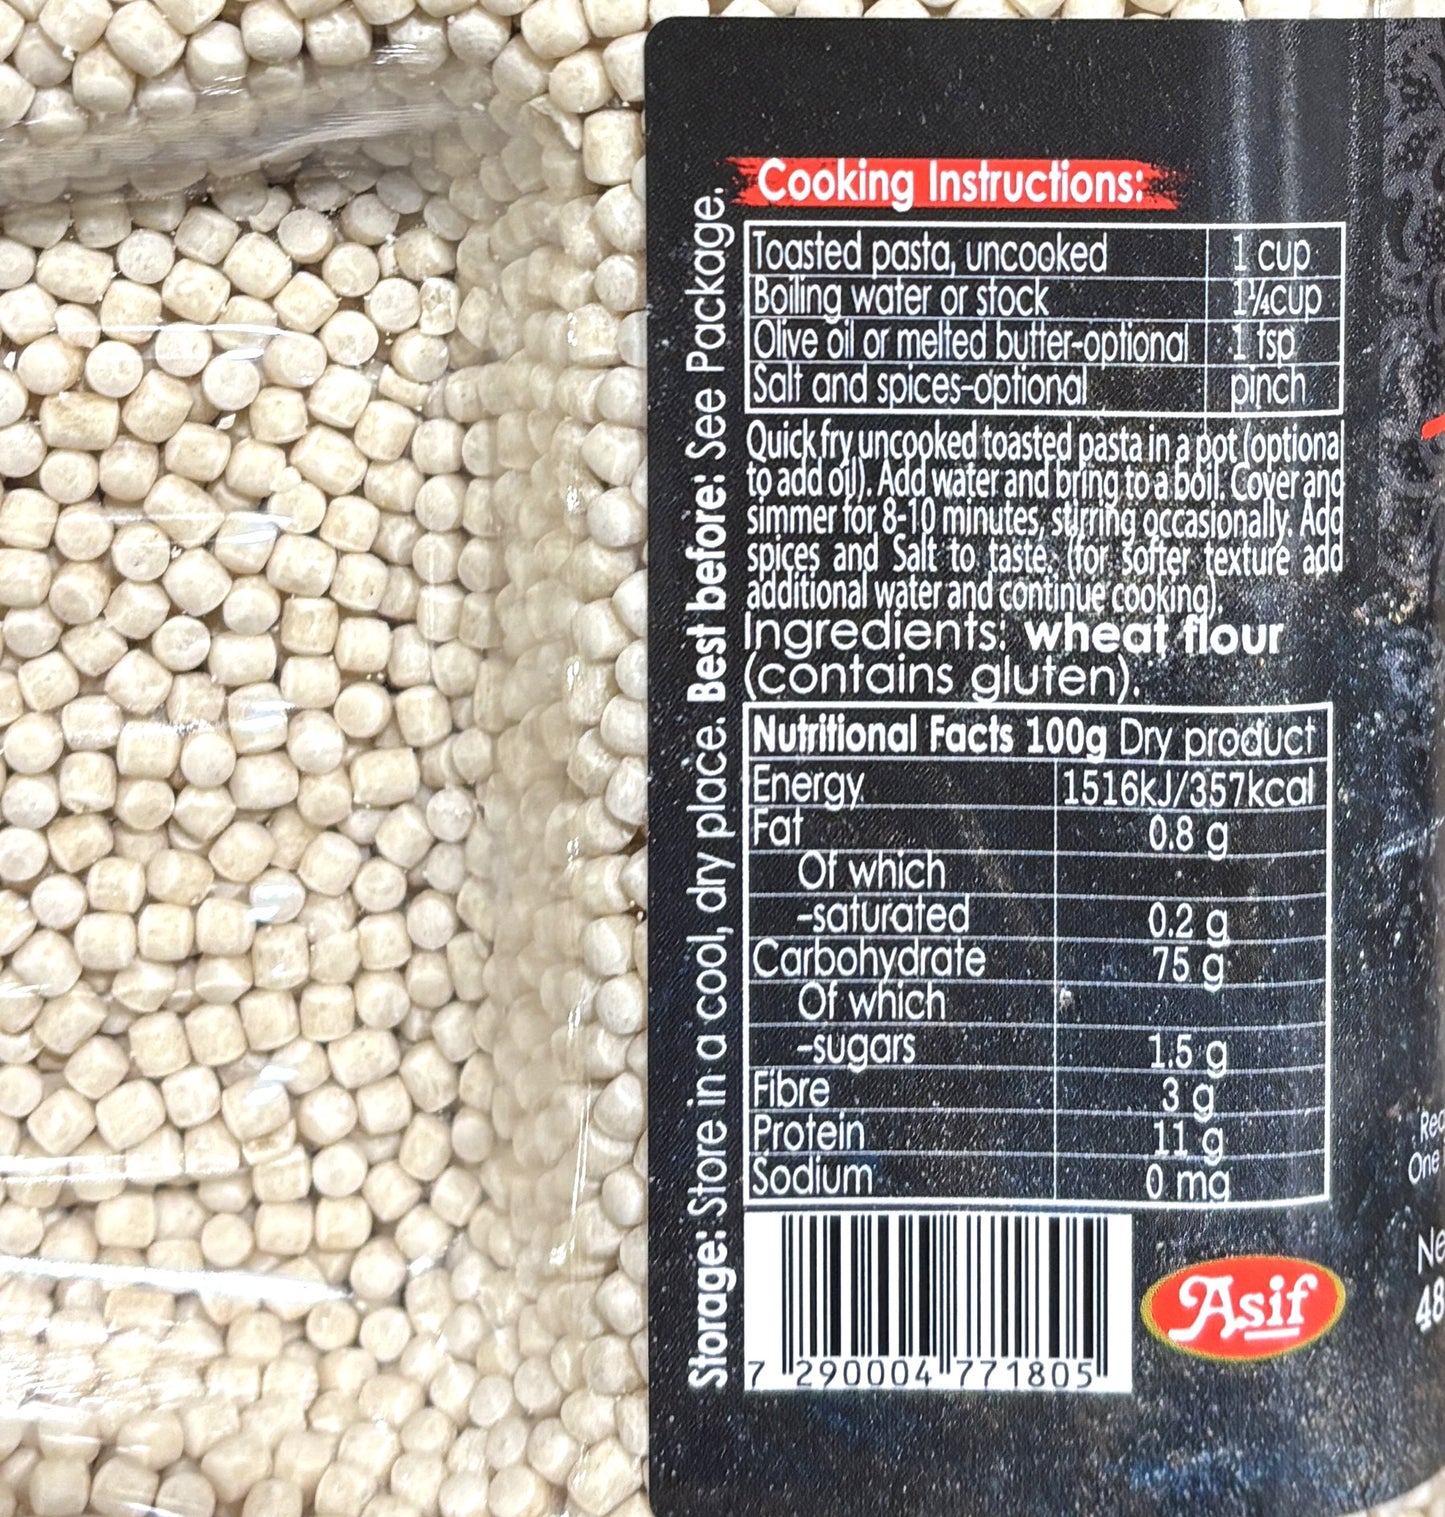 Cooking Instructions:
Toasted pasta, uncooked 1 cup
Boiling water or stock 1¼cup
Olive oil or melted butter-optional 1 tsp
Salt and spices-optional pinch
Quick fry uncooked toasted pasta in a pot (optional
to add oil). Add water and bring to a boil. Cover and
simmer for 8-10 minutes, stirring occasionally. Add
spices and Salt to taste. (for softer texture add
additional water and continue cooking).
Ingredients: wheat flour
(contains gluten).
Nutritional Facts 100g Dry product
Energy 1516kJ/357kcal
Fat 0.8 g
Of which
-saturated 0.2 g
Carbohydrate 75 g
Of which
-sugars 1.5 g
Fibre 3 g
Protein 11 g
Sodium 0 mg
Storage: Store in a cool, dry place. Best before: See Package.
7 290004 771805
Asif
One
48